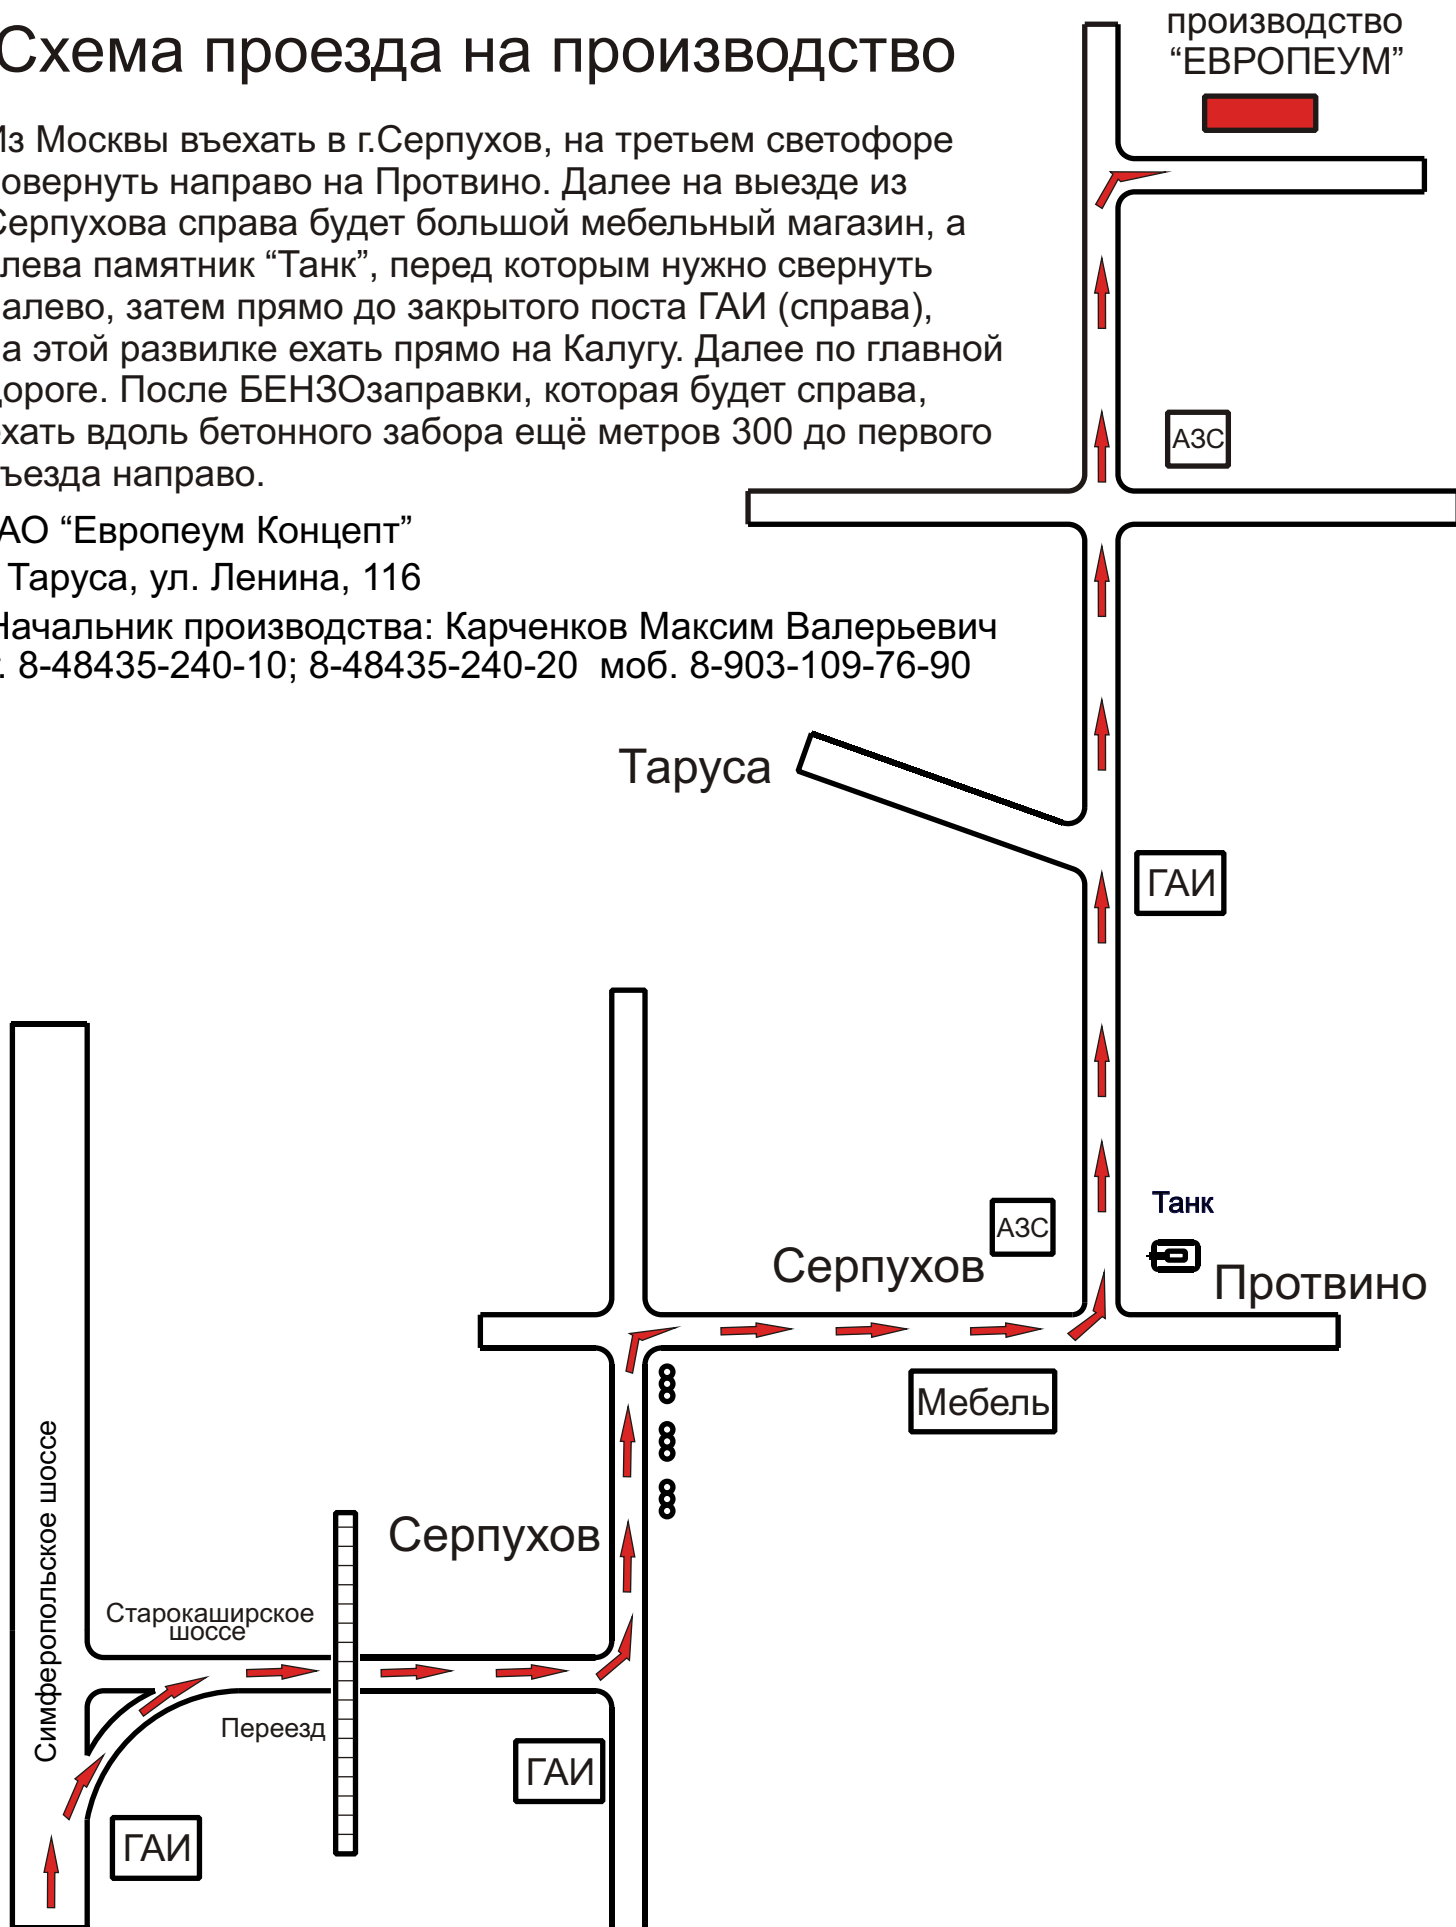 Схема проезда на производство
производство
“ЕВРОПЕУМ”
Из Москвы въехать в г.Серпухов, на третьем светофоре
овернуть направо на Протвино. Далее на выезде из
Серпухова справа будет большой мебельный магазин, а
лева памятник “Танк”, перед которым нужно свернуть
алево, затем прямо до закрытого поста ГАИ (справа),
а этой развилке ехать прямо на Калугу. Далее по главной
дороге. После БЕНЗОзаправки, которая будет справа,
ехать вдоль бетонного забора ещё метров 300 до первого
ъезда направо.
АО “Европеум Концепт”
Таруса, ул. Ленина, 116
Начальник производства: Карченков Максим Валерьевич
. 8-48435-240-10; 8-48435-240-20 моб. 8-903-109-76-90
АЗС
Таруса
ГАИ
Танк
АЗС
Серпухов
Протвино
Мебель
Симферопольское шоссе
Серпухов
Старокаширское
шоссе
Переезд
ГАИ
ГАИ